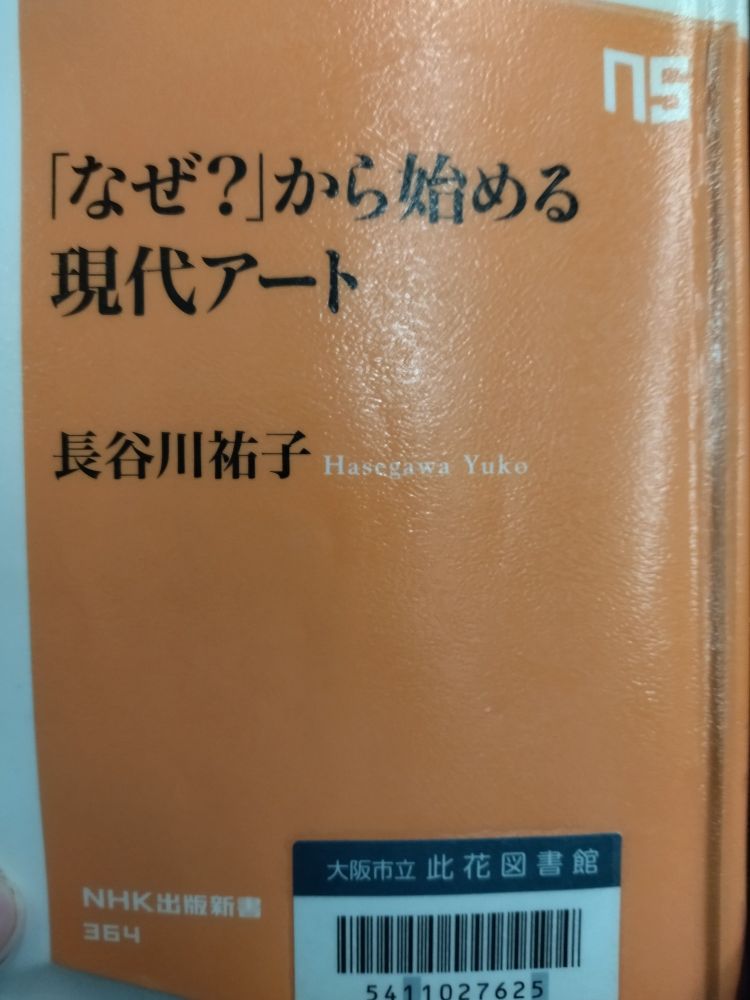 NS
「なぜ?」から始める
現代アート
長谷川祐子 Hasegawa Yuko
大阪市立 此花図書館
NHK出版新書
364
5411027625